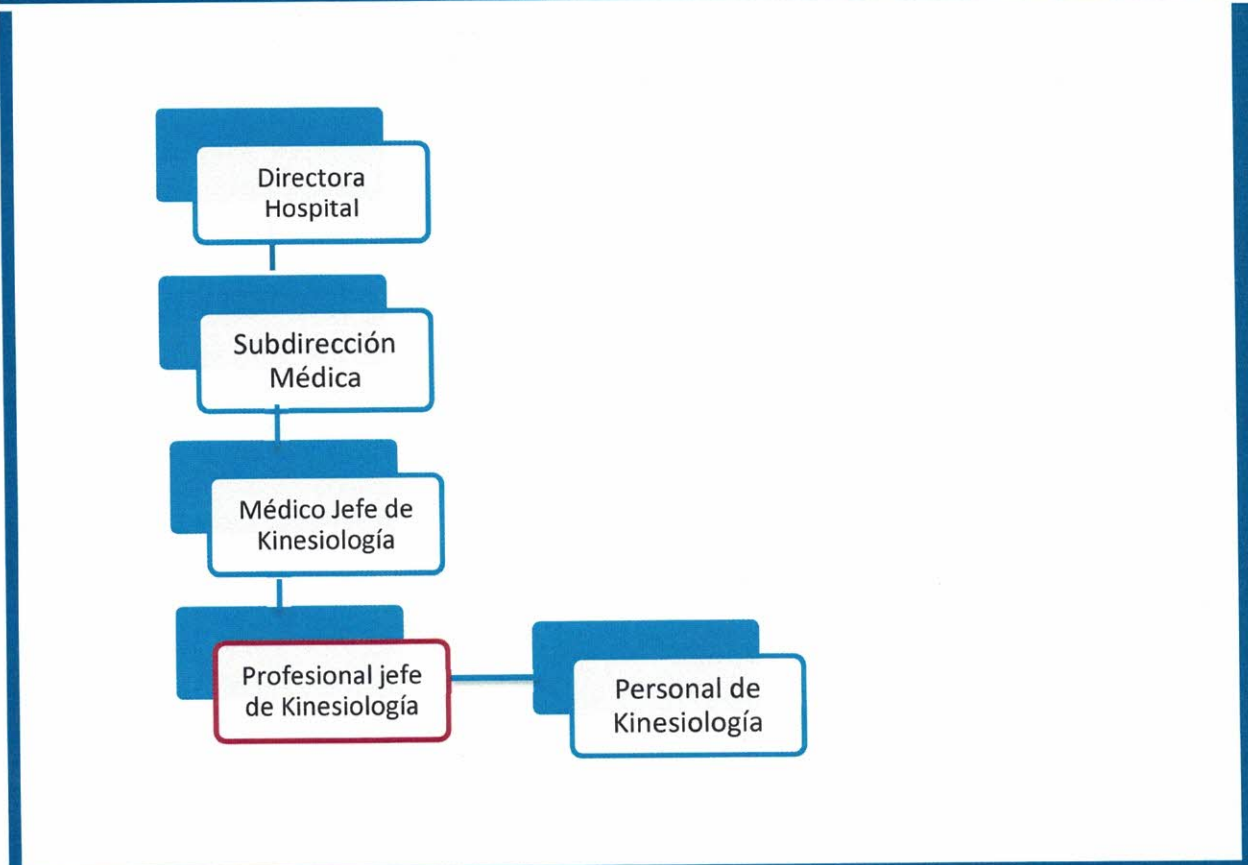 Directora
Hospital
Subdirección
Médica
Médico Jefe de
Kinesiología
Profesional jefe
de Kinesiología
Personal de
Kinesiología